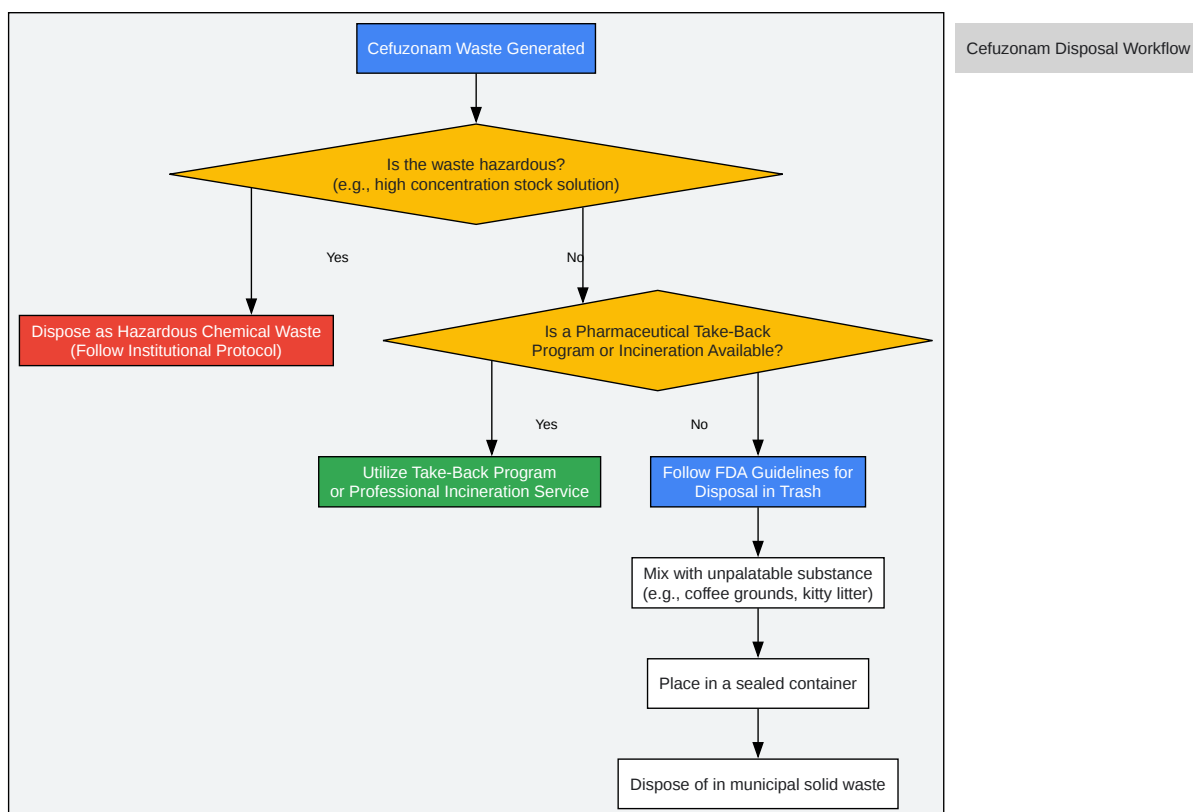 Cefuzonam Waste Generated
Cefuzonam Disposal Workflow
Is the waste hazardous?
(e.g., high concentration stock solution)
Yes
No
Dispose as Hazardous Chemical Waste
(Follow Institutional Protocol)
Is a Pharmaceutical Take-Back
Program or Incineration Available?
Yes
No
Utilize Take-Back Program
or Professional Incineration Service
Follow FDA Guidelines for
Disposal in Trash
Mix with unpalatable substance
(e.g., coffee grounds, kitty litter)
Place in a sealed container
Dispose of in municipal solid waste